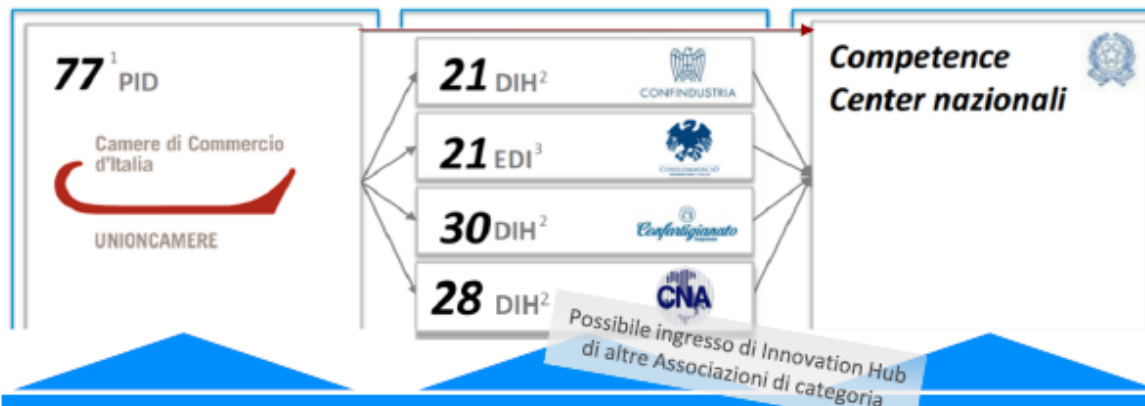 77¹ PID
Camere di Commercio
d'Italia
UNIONCAMERE
21 DIH²
CONFINDUSTRIA
21 EDI³
CONFCOMMERCIO
30 DIH²
Confartigianato
28 DIH²
CNA
Possibile ingresso di Innovation Hub
di altre Associazioni di categoria
Competence
Center nazionali